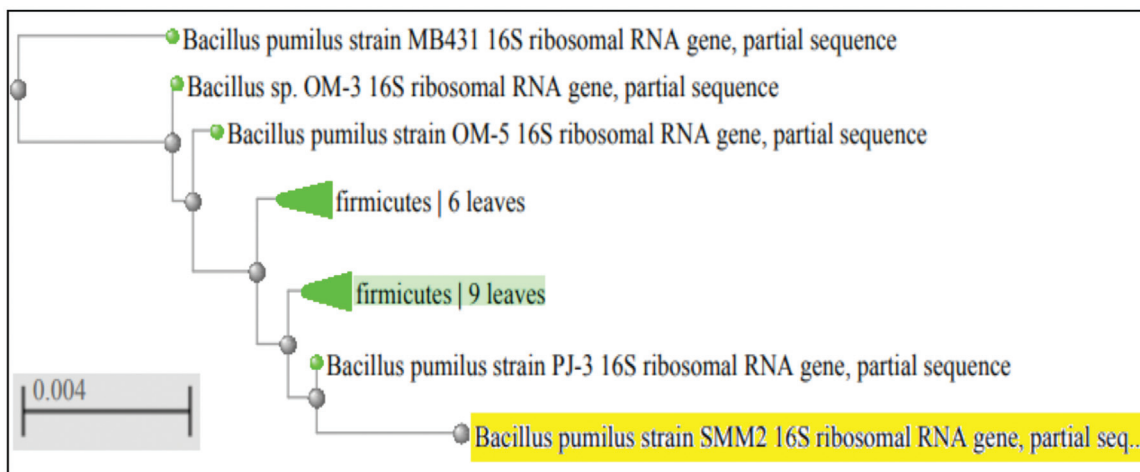 Bacillus pumilus strain MB431 16S ribosomal RNA gene, partial sequence
Bacillus sp. OM-3 16S ribosomal RNA gene, partial sequence
Bacillus pumilus strain OM-5 16S ribosomal RNA gene, partial sequence
firmicutes | 6 leaves
firmicutes | 9 leaves
Bacillus pumilus strain PJ-3 16S ribosomal RNA gene, partial sequence
0.004
Bacillus pumilus strain SMM2 16S ribosomal RNA gene, partial seq..